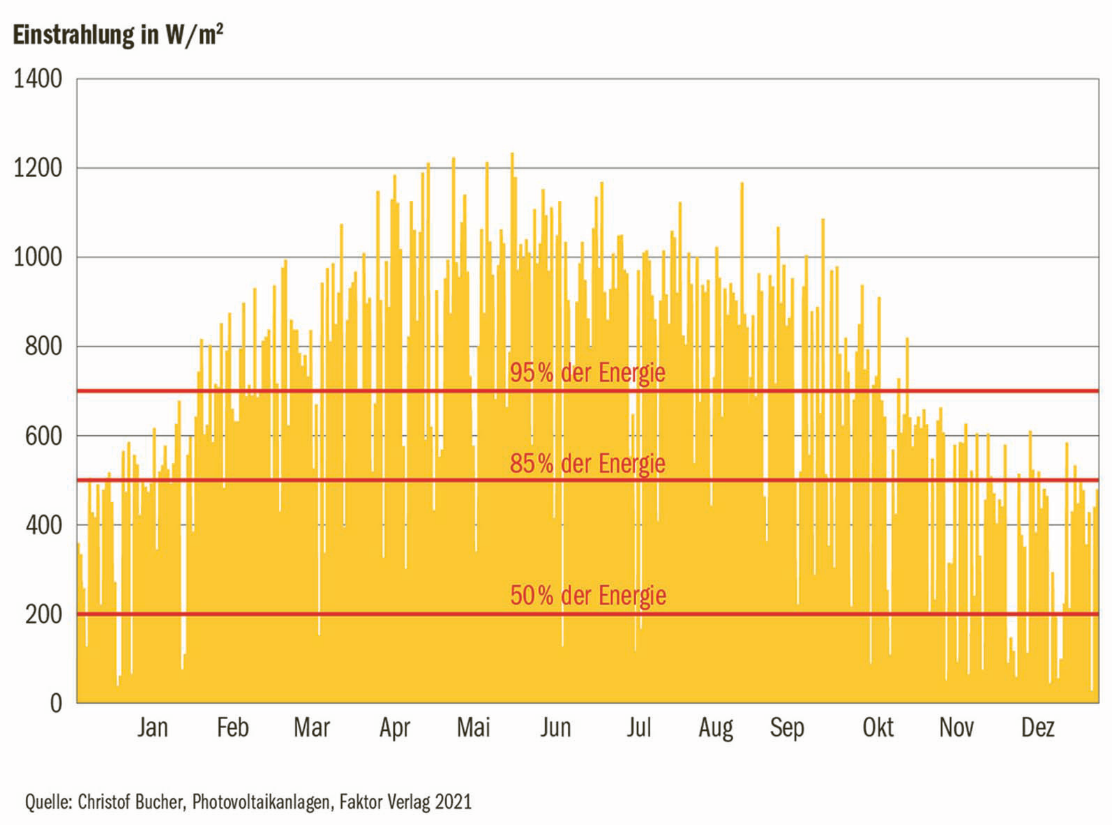 Einstrahlung in W/m²
1400
1200
1000
800
600
400
200
0
95% der Energie
85% der Energie
50% der Energie
Jan Feb Mar Apr Mai Jun Jul Aug Sep Okt Nov Dez
Quelle: Christof Bucher, Photovoltaikanlagen, Faktor Verlag 2021